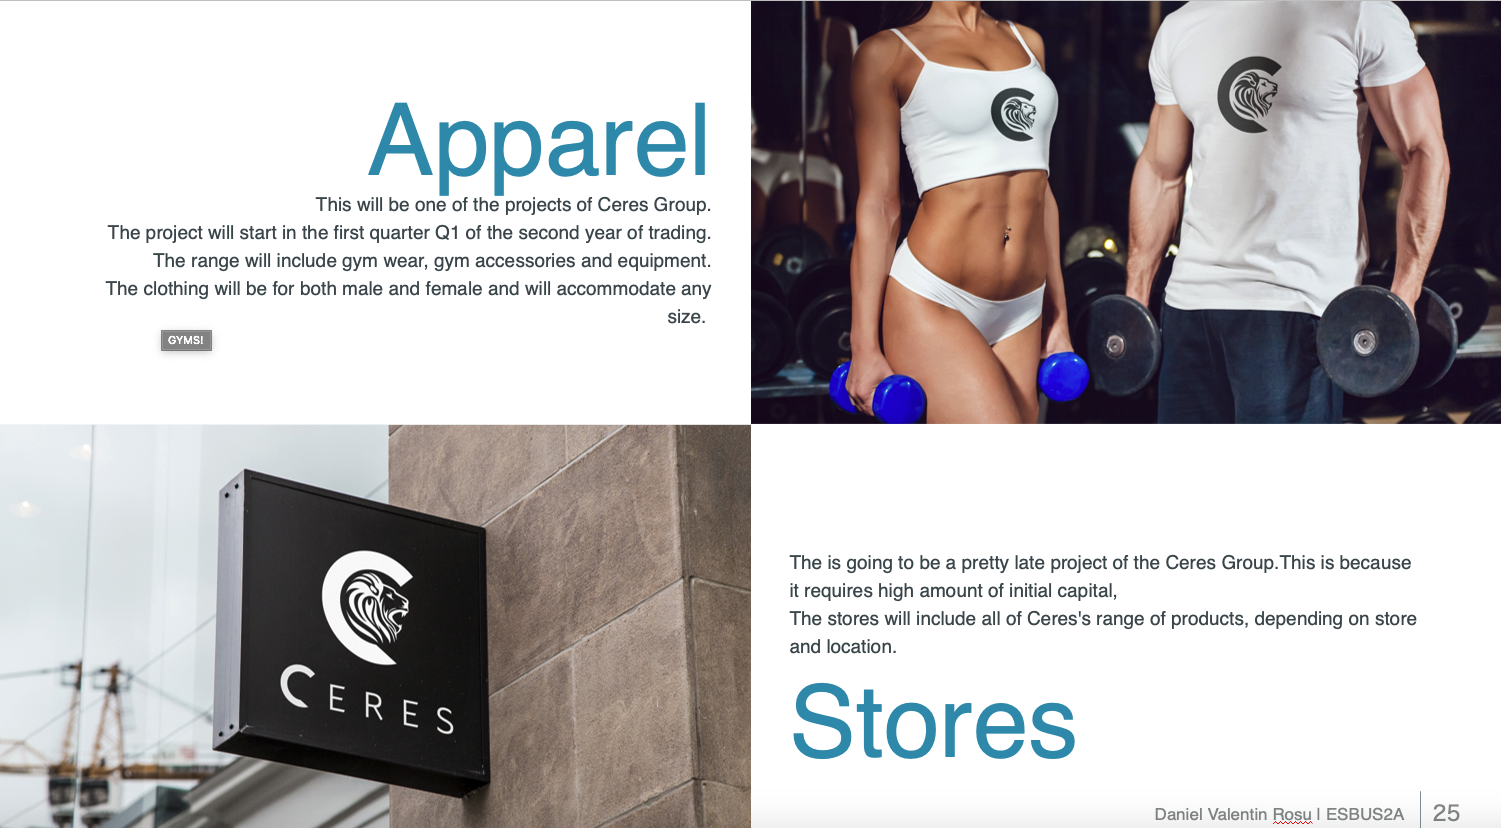 Apparel
This will be one of the projects of Ceres Group.
The project will start in the first quarter Q1 of the second year of trading.
The range will include gym wear, gym accessories and equipment.
The clothing will be for both male and female and will accommodate any
size.
GYMS!
CERES
The is going to be a pretty late project of the Ceres Group.This is because
it requires high amount of initial capital,
The stores will include all of Ceres's range of products, depending on store
and location.
Stores
Daniel Valentin Rosu | ESBUS2A 25